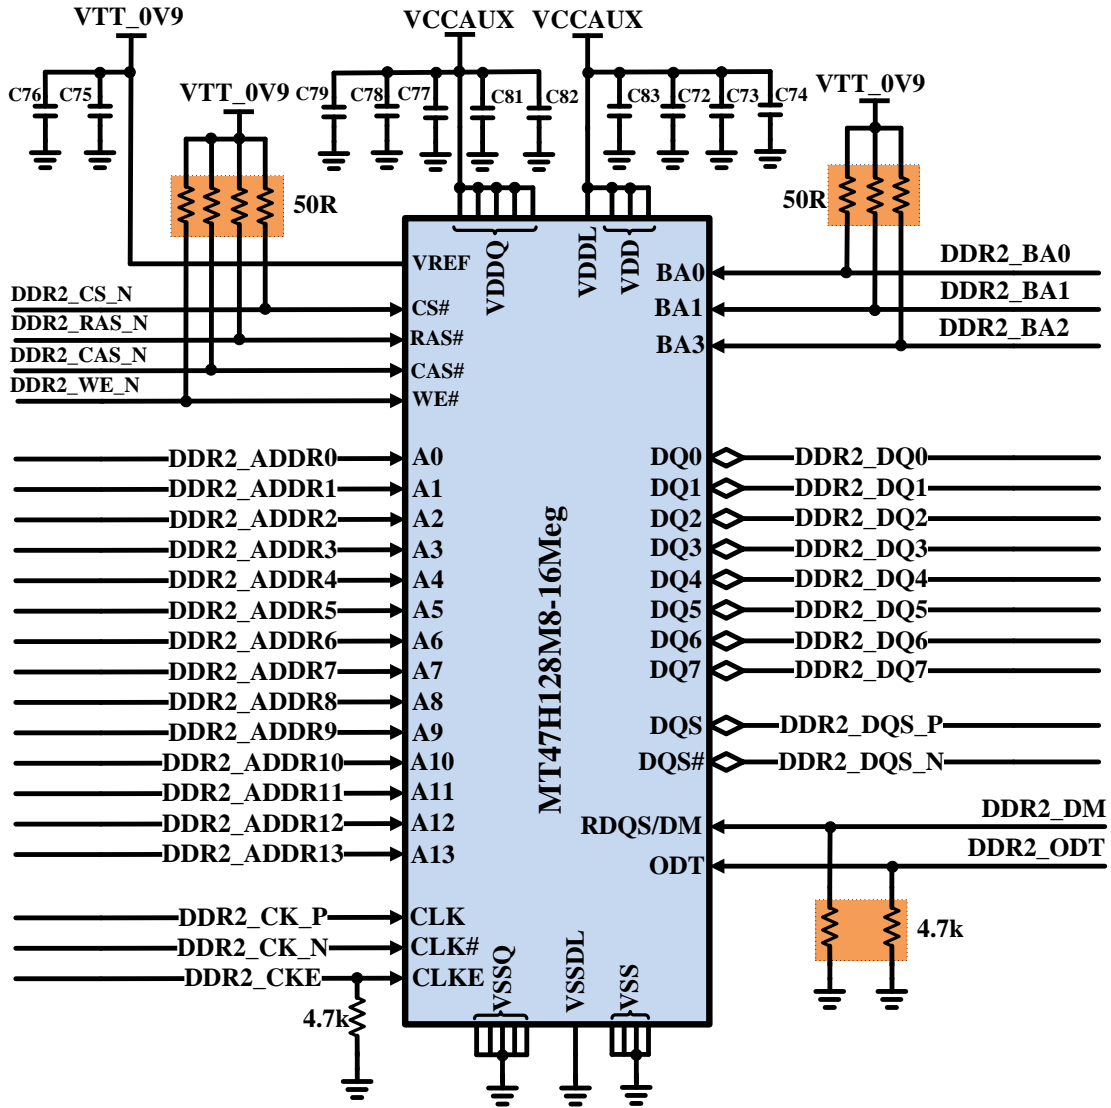 VTT_0V9
VCCAUX
VCCAUX
C76
C75
VTT_0V9
C79
C78
C77
C81
C82
C83
C72
C73
C74
VTT_0V9
50R
50R
VREF
VDDQ
VDDL
VDD
BA0
DDR2_BA0
DDR2_CS_N
CS#
BA1
DDR2_BA1
DDR2_RAS_N
RAS#
BA3
DDR2_BA2
DDR2_CAS_N
CAS#
DDR2_WE_N
WE#
DDR2_ADDR0
A0
DQ0
DDR2_DQ0
DDR2_ADDR1
A1
DQ1
DDR2_DQ1
DDR2_ADDR2
A2
DQ2
DDR2_DQ2
DDR2_ADDR3
A3
DQ3
DDR2_DQ3
DDR2_ADDR4
A4
DQ4
DDR2_DQ4
DDR2_ADDR5
A5
DQ5
DDR2_DQ5
DDR2_ADDR6
A6
DQ6
DDR2_DQ6
DDR2_ADDR7
A7
DQ7
DDR2_DQ7
DDR2_ADDR8
A8
DDR2_ADDR9
A9
DQS
DDR2_DQS_P
DDR2_ADDR10
A10
DQS#
DDR2_DQS_N
DDR2_ADDR11
A11
DDR2_ADDR12
A12
RDQS/DM
DDR2_DM
DDR2_ADDR13
A13
ODT
DDR2_ODT
MT47H128M8-16Meg
DDR2_CK_P
CLK
DDR2_CK_N
CLK#
DDR2_CKE
CLKE
4.7k
4.7k
VSSQ
VSSDL
VSS